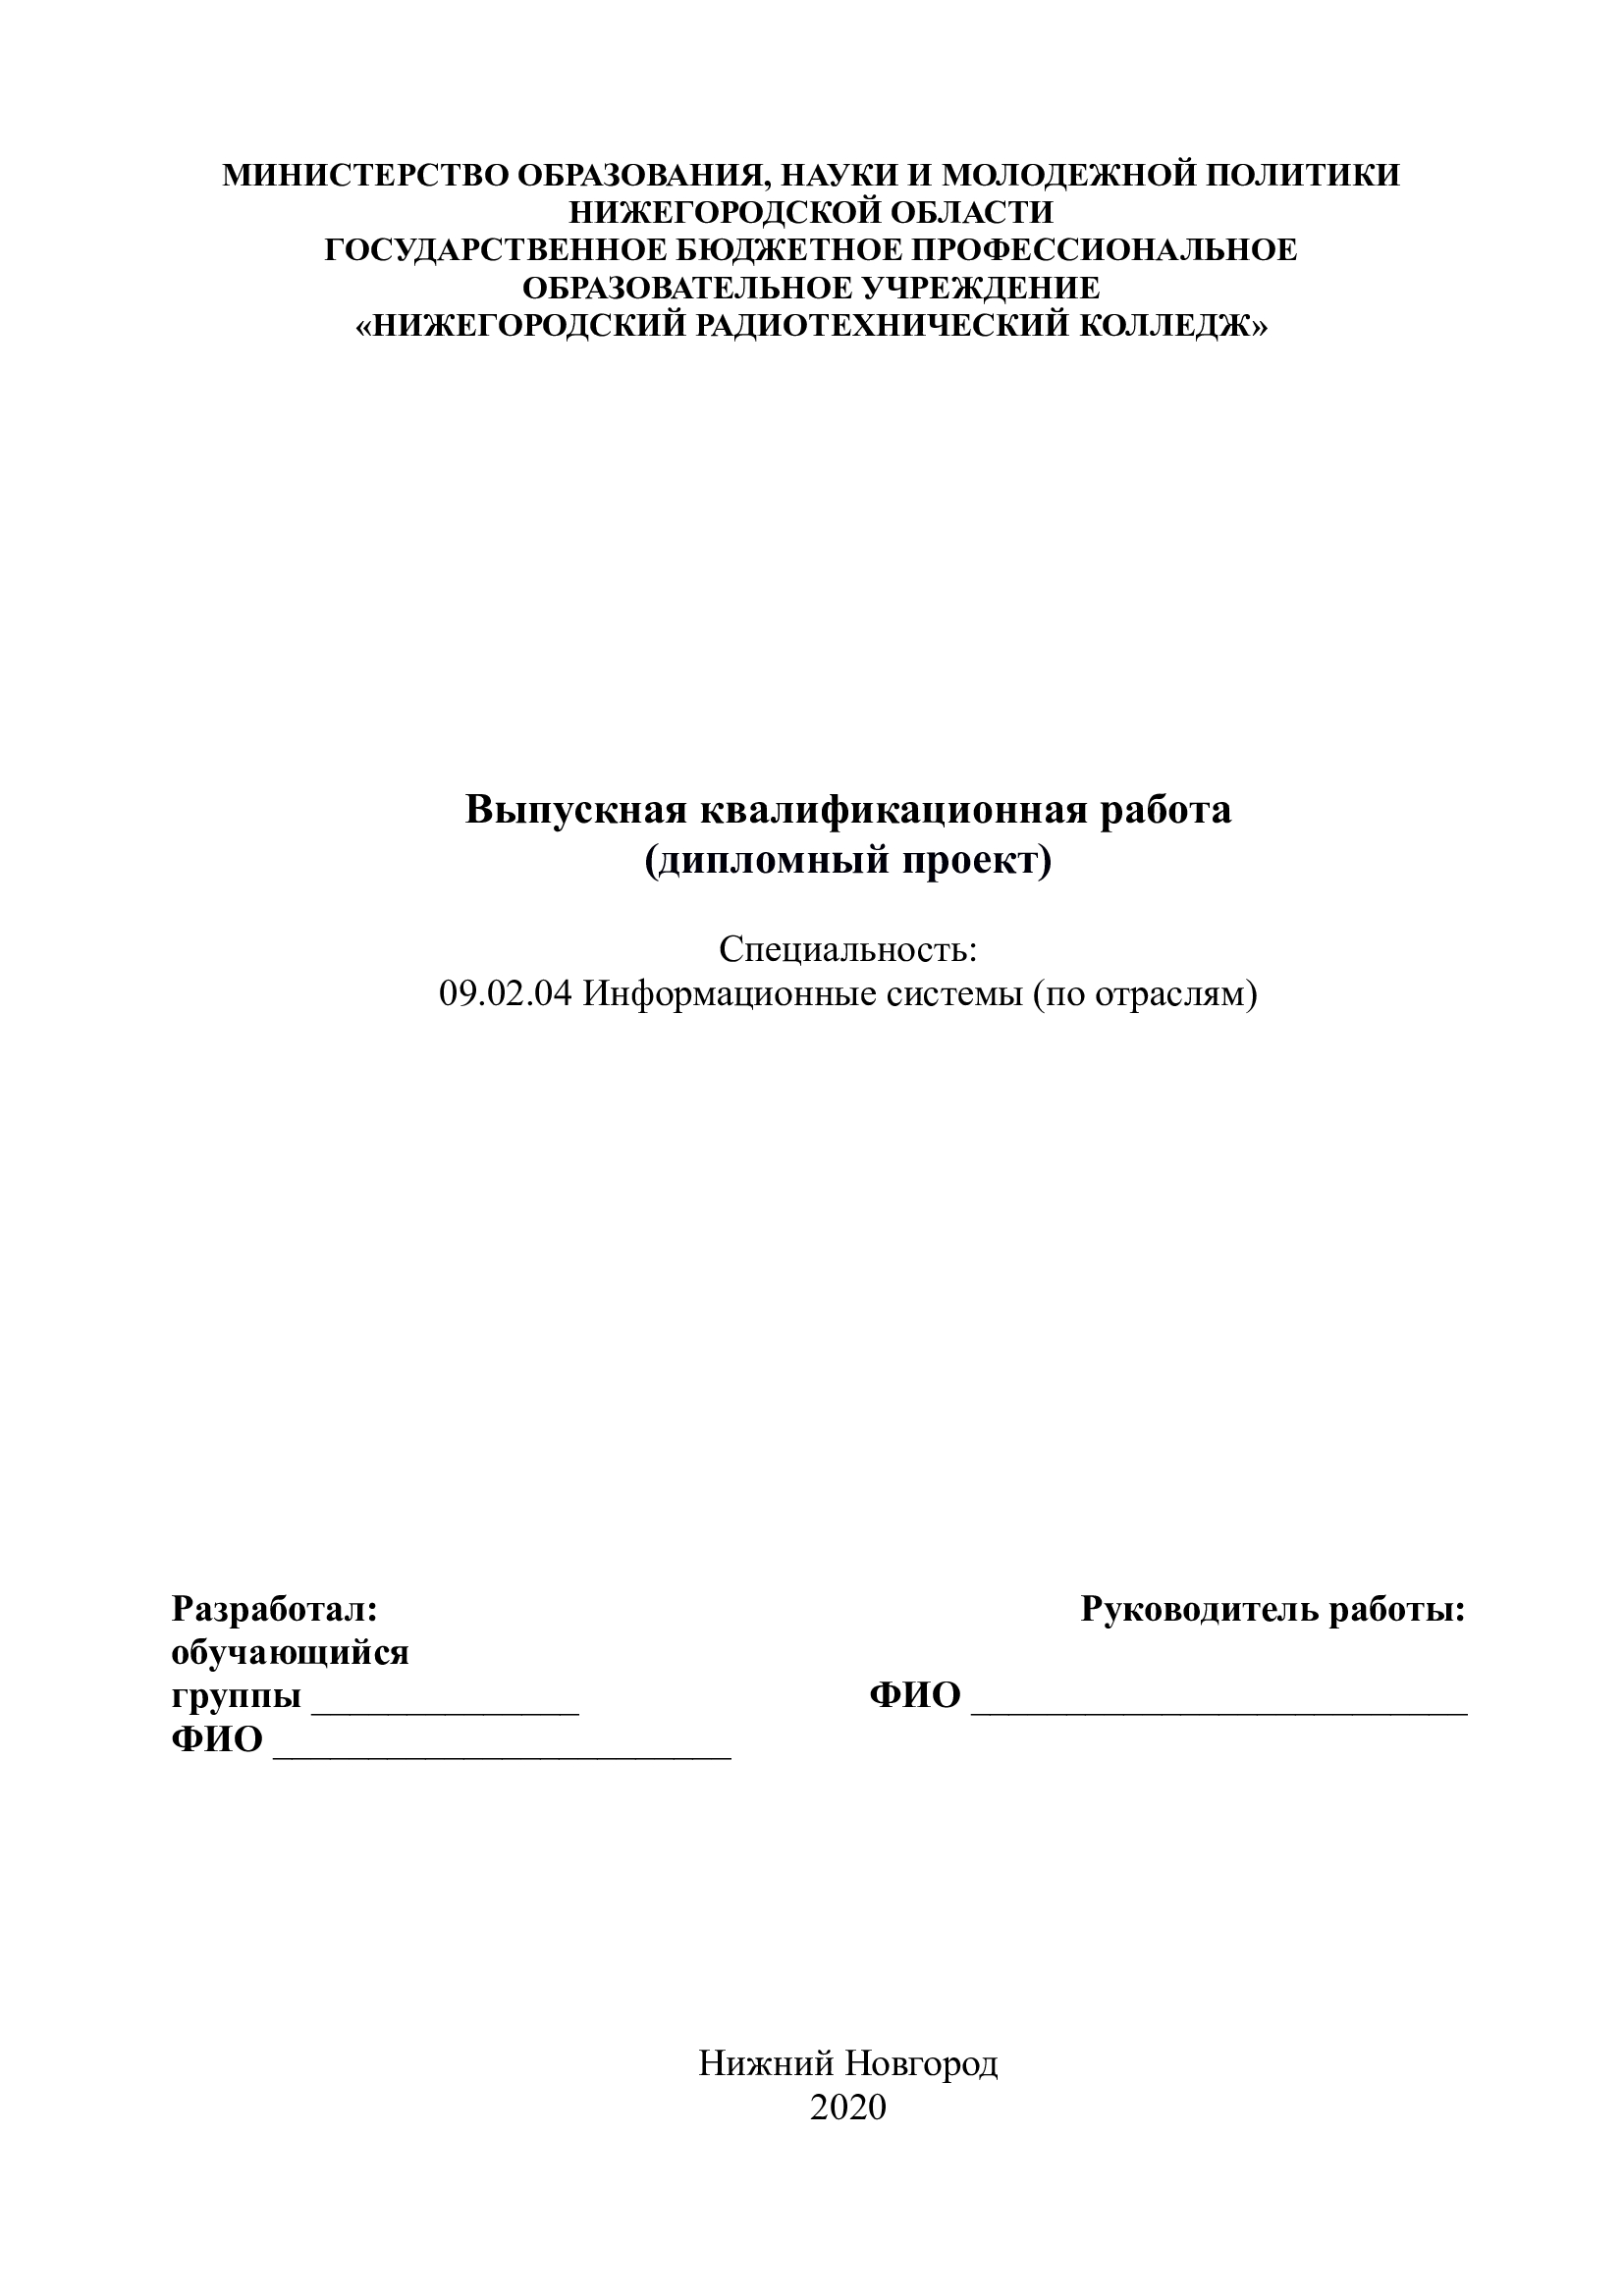 МИНИСТЕРСТВО ОБРАЗОВАНИЯ, НАУКИ И МОЛОДЕЖНОЙ ПОЛИТИКИ
НИЖЕГОРОДСКОЙ ОБЛАСТИ
ГОСУДАРСТВЕННОЕ БЮДЖЕТНОЕ ПРОФЕССИОНАЛЬНОЕ
ОБРАЗОВАТЕЛЬНОЕ УЧРЕЖДЕНИЕ
«НИЖЕГОРОДСКИЙ РАДИОТЕХНИЧЕСКИЙ КОЛЛЕДЖ»
Выпускная квалификационная работа
(дипломный проект)
Специальность:
09.02.04 Информационные системы (по отраслям)
Разработал:
обучающийся
группы ______________
ФИО ________________________
Руководитель работы:
ФИО __________________________
Нижний Новгород
2020